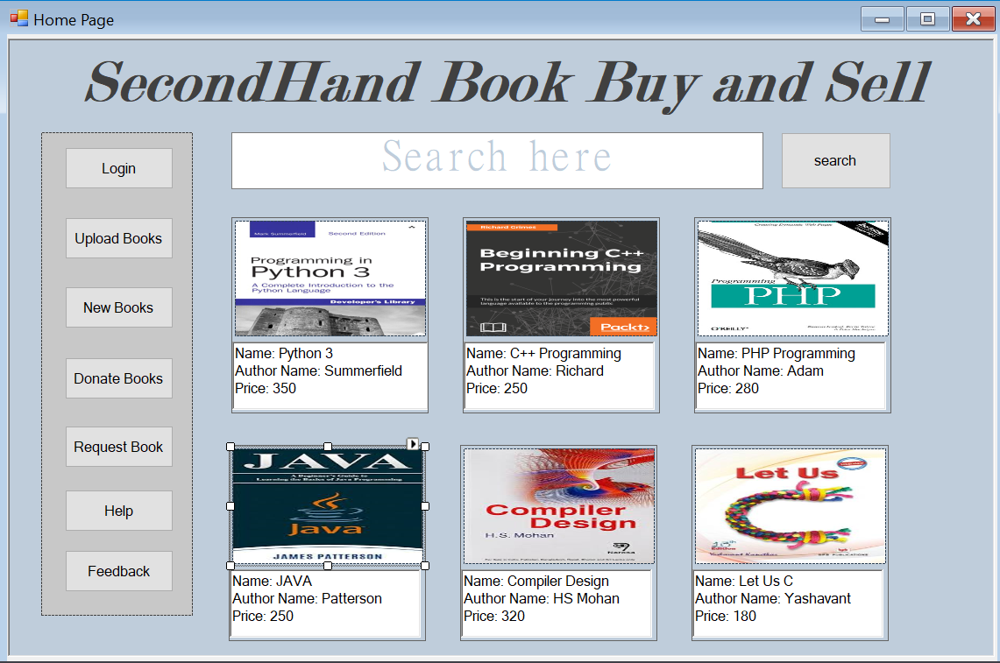 Home Page
SecondHand Book Buy and Sell
Login
Upload Books
New Books
Donate Books
Request Book
Help
Feedback
Search here
search
Mark Summerfield
Second Edition
Programming in
Python 3
A Complete Introduction to the
Python Language
Developer's Library
Name: Python 3
Author Name: Summerfield
Price: 350
Richard Grimes
Beginning C++
Programming
This is the start of your journey into the most powerful
language available to the programming public
Packt>
Name: C++ Programming
Author Name: Richard
Price: 250
Creating Dynamic Web Pages
Programming
PHP
O'REILLY
Name: PHP Programming
Author Name: Adam
Price: 280
JAVA
A Beginner's Guide to
Learning the Basics of Java Programming
Java
JAMES PATTERSON
Name: JAVA
Author Name: Patterson
Price: 250
Compiler
Design
H.S. Mohan
Narosa
Name: Compiler Design
Author Name: HS Mohan
Price: 320
Let Us
C
Edition
Yashavant Kanetkar
BPB PUBLICATIONS
Name: Let Us C
Author Name: Yashavant
Price: 180